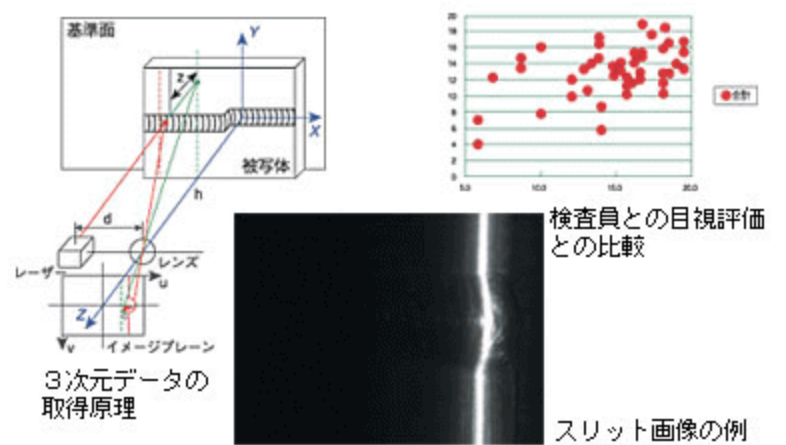 基準面
Y
Z
X
被写体
h
d
レンズ
レーザー
u
Z
v
イメージプレーン
３次元データの
取得原理
20
18
16
14
12
10
8
6
4
2
0
5.0
10.0
15.0
20.0
合計
検査員との目視評価
との比較
スリット画像の例